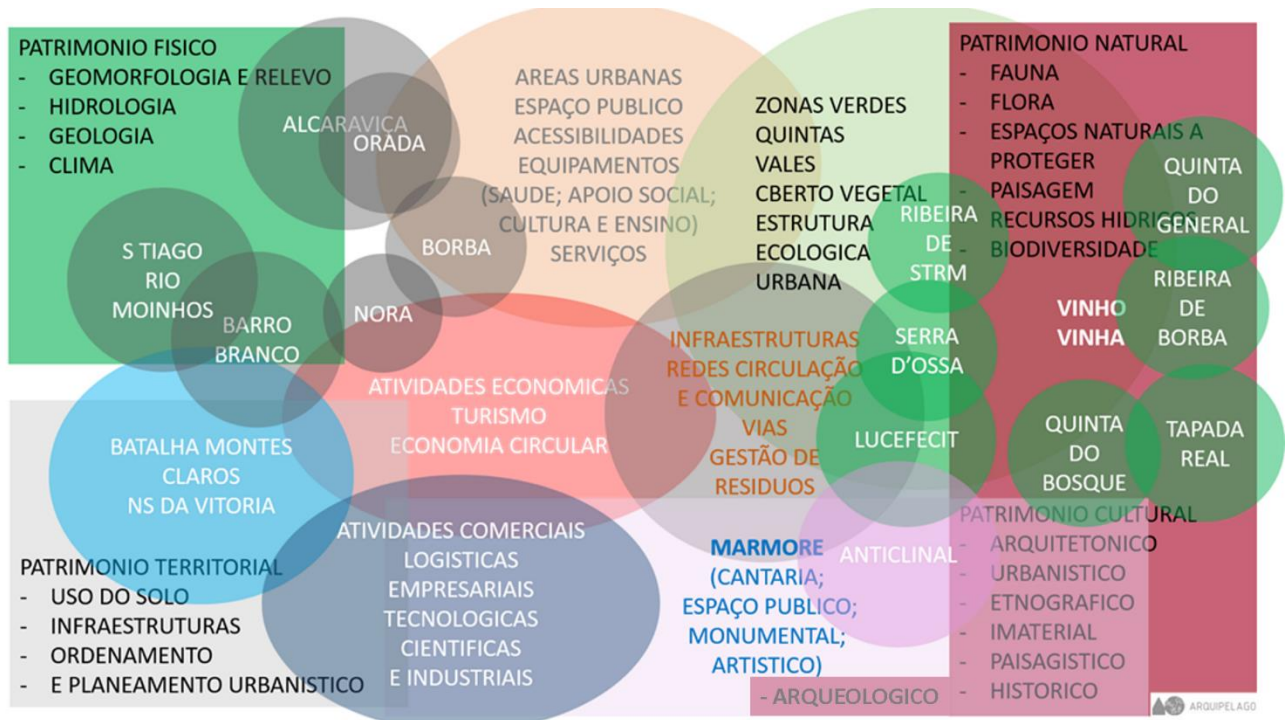 PATRIMONIO FISICO
- GEOMORFOLOGIA E RELEVO
- HIDROLOGIA
- GEOLOGIA
- CLIMA
ALCARAVIÇA
ORADA
S TIAGO
RIO
MOINHOS
BARRO
BRANCO
NORA
BORBA
AREAS URBANAS
ESPAÇO PUBLICO
ACESSIBILIDADES
EQUIPAMENTOS
(SAUDE; APOIO SOCIAL;
CULTURA E ENSINO)
SERVIÇOS
ZONAS VERDES
QUINTAS
VALES
CBERTO VEGETAL
ESTRUTURA
ECOLOGICA
URBANA
PATRIMONIO NATURAL
- FAUNA
- FLORA
- ESPAÇOS NATURAIS A
PROTEGER
- PAISAGEM
- RECURSOS HIDRICOS
- BIODIVERSIDADE
QUINTA
DO
GENERAL
RIBEIRA
DE
STRM
VINHO
VINHA
RIBEIRA
DE
BORBA
SERRA
D'OSSA
LUCEFECIT
QUINTA
DO
BOSQUE
TAPADA
REAL
INFRAESTRUTURAS
REDES CIRCULAÇÃO
E COMUNICAÇÃO
VIAS
GESTÃO DE
RESIDUOS
ATIVIDADES ECONOMICAS
TURISMO
ECONOMIA CIRCULAR
BATALHA MONTES
CLAROS
NS DA VITORIA
PATRIMONIO TERRITORIAL
- USO DO SOLO
- INFRAESTRUTURAS
- ORDENAMENTO
- E PLANEAMENTO URBANISTICO
ATIVIDADES COMERCIAIS
LOGÍSTICAS
EMPRESARIAIS
TECNOLOGICAS
CIENTIFICAS
E INDUSTRIAIS
MARMORE
(CANTARIA;
ESPAÇO PUBLICO;
MONUMENTAL;
ARTISTICO)
ANTICLINAL
PATRIMONIO CULTURAL
- ARQUITETONICO
- URBANISTICO
- ETNOGRAFICO
- IMATERIAL
- PAISAGISTICO
- HISTORICO
- ARQUEOLOGICO
ARQUIPELAGO